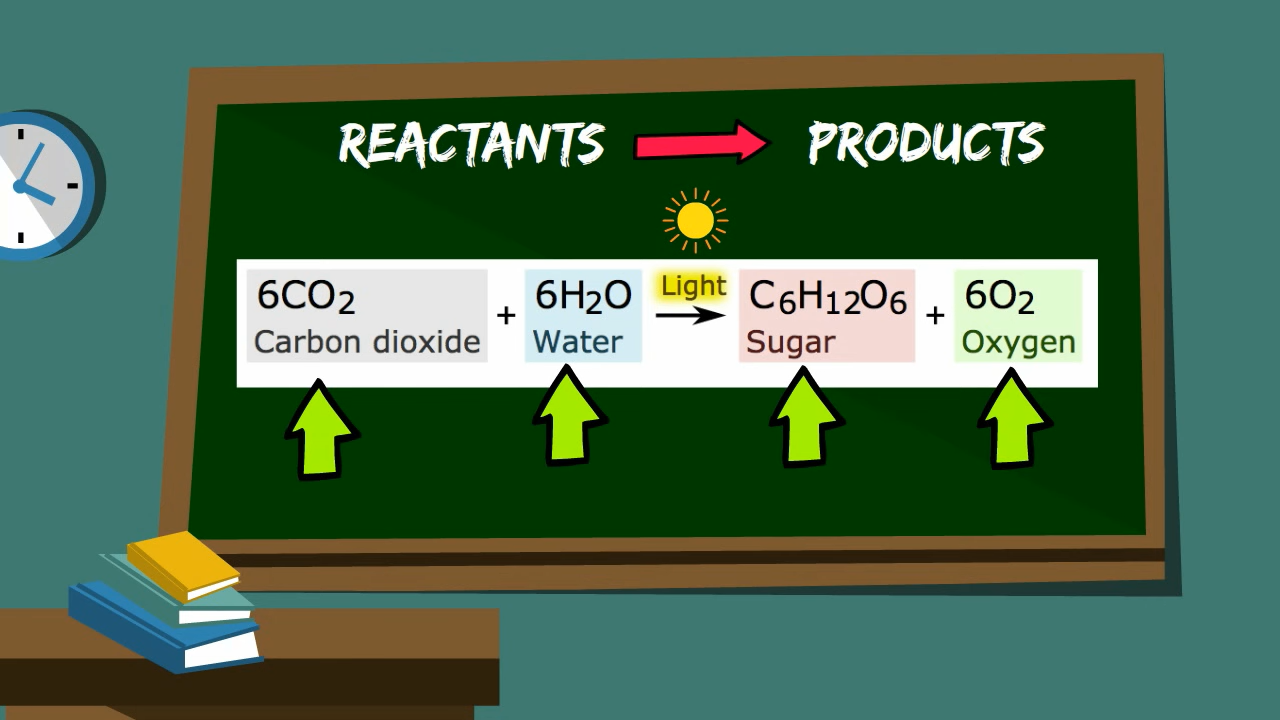 REACTANTS PRODUCTS
Light
6CO₂ + 6H₂O C₆H₁₂O₆ + 6O₂
Carbon dioxide Water Sugar Oxygen